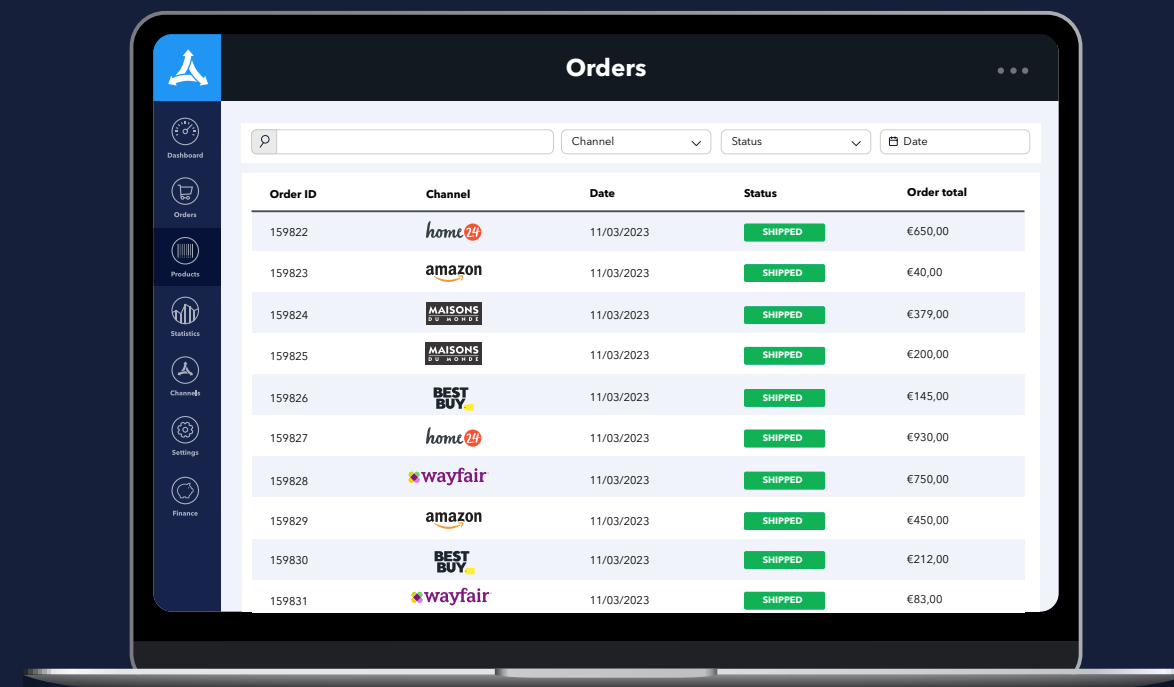 Orders
Dashboard
Orders
Products
Statistics
Channels
Settings
Finance
Channel Status Date
Order ID Channel Date Status Order total
159822 home24 11/03/2023 SHIPPED €650,00
159823 amazon 11/03/2023 SHIPPED €40,00
159824 MAISONS DU MONDE 11/03/2023 SHIPPED €379,00
159825 MAISONS DU MONDE 11/03/2023 SHIPPED €200,00
159826 BEST BUY 11/03/2023 SHIPPED €145,00
159827 home24 11/03/2023 SHIPPED €930,00
159828 wayfair 11/03/2023 SHIPPED €750,00
159829 amazon 11/03/2023 SHIPPED €450,00
159830 BEST BUY 11/03/2023 SHIPPED €212,00
159831 wayfair 11/03/2023 SHIPPED €83,00